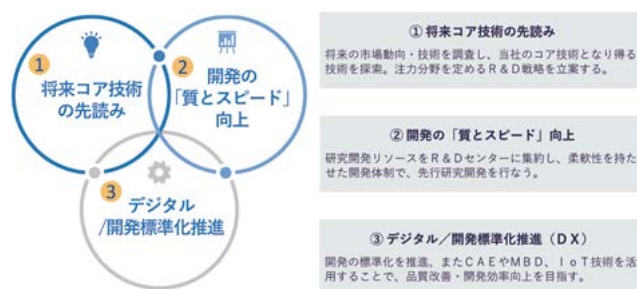 1
将来コア技術
の先読み
2
開発の
「質とスピード」
向上
3
デジタル
/開発標準化推進
①将来コア技術の先読み
将来の市場動向・技術を調査し、当社のコア技術となり得る
技術を探索。注力分野を定めるR&D戦略を立案する。
②開発の「質とスピード」向上
研究開発リソースをR&Dセンターに集約し、柔軟性を持た
せた開発体制で、先行研究開発を行なう。
③デジタル/開発標準化推進(DX)
開発の標準化を推進、またCAEやMBD、IoT技術を活
用することで、品質改善・開発効率向上を目指す。